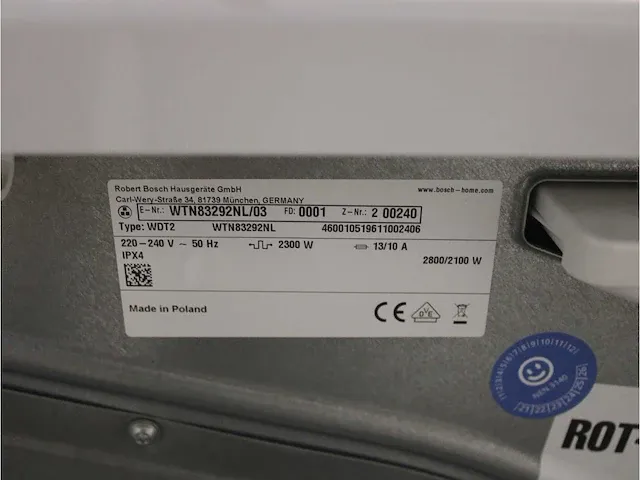 Robert Bosch Hausgeräte GmbH
www.bosch-home.com
Carl-Wery-Straße 34, 81739 München, GERMANY
E-Nr.: WTN83292NL/03 FD: 0001 Z-Nr.: 2 00240
Type: WDT2 WTN83292NL 460010519611002406
220-240 V ~ 50 Hz 2300 W 13/10 A
IPX4 2800/2100 W
Made in Poland
CE
NEN 3140
ROT-